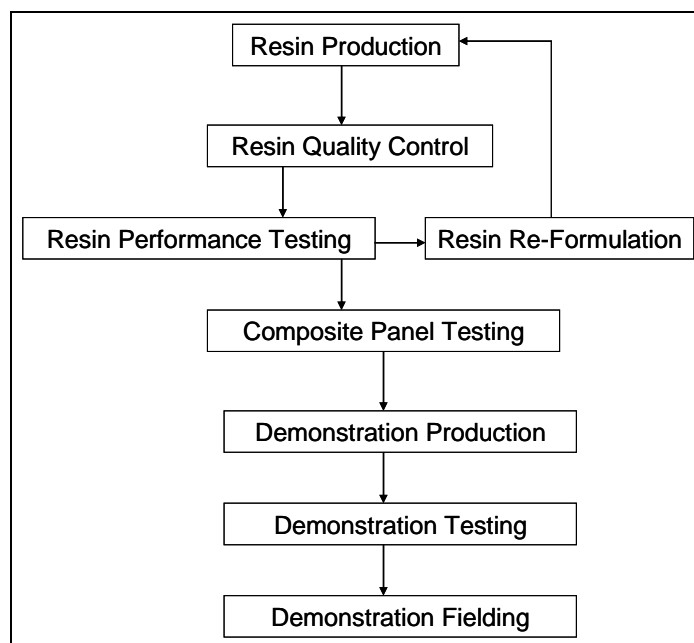 Resin Production
Resin Quality Control
Resin Performance Testing
Resin Re-Formulation
Composite Panel Testing
Demonstration Production
Demonstration Testing
Demonstration Fielding